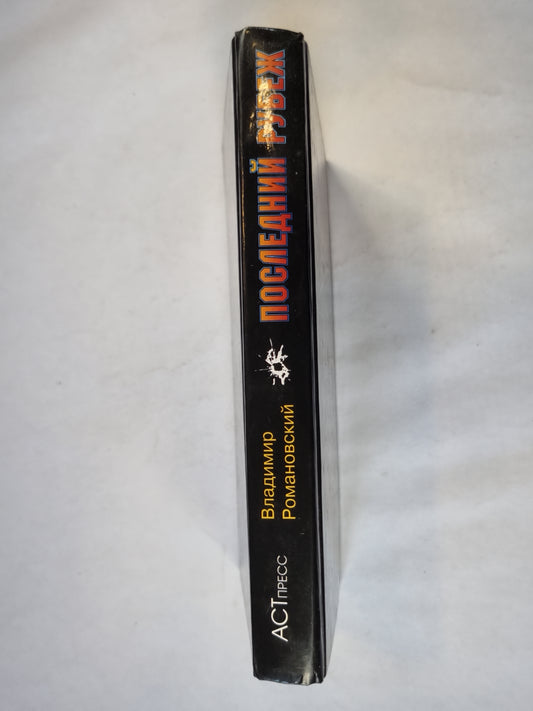 ПОСЛЕДНИЙ РУБЕЖ
Владимир
Романовский
АСТПРЕСС